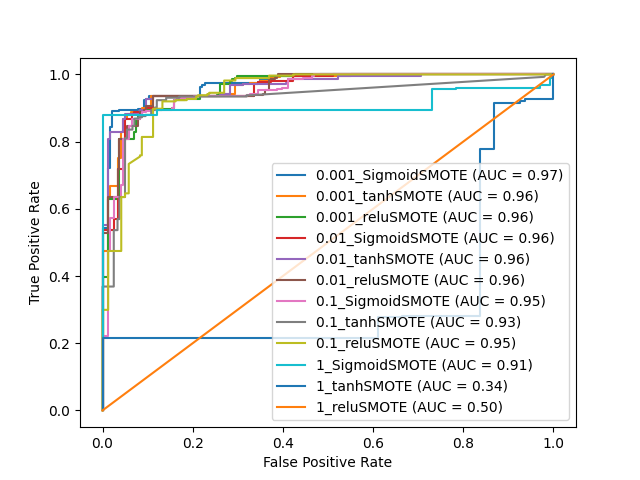 1.0
0.8
0.6
0.4
0.2
0.0
True Positive Rate
0.001_SigmoidSMOTE (AUC = 0.97)
0.001_tanhSMOTE (AUC = 0.96)
0.001_reluSMOTE (AUC = 0.96)
0.01_SigmoidSMOTE (AUC = 0.96)
0.01_tanhSMOTE (AUC = 0.96)
0.01_reluSMOTE (AUC = 0.96)
0.1_SigmoidSMOTE (AUC = 0.95)
0.1_tanhSMOTE (AUC = 0.93)
0.1_reluSMOTE (AUC = 0.95)
1_SigmoidSMOTE (AUC = 0.91)
1_tanhSMOTE (AUC = 0.34)
1_reluSMOTE (AUC = 0.50)
0.0 0.2 0.4 0.6 0.8 1.0
False Positive Rate